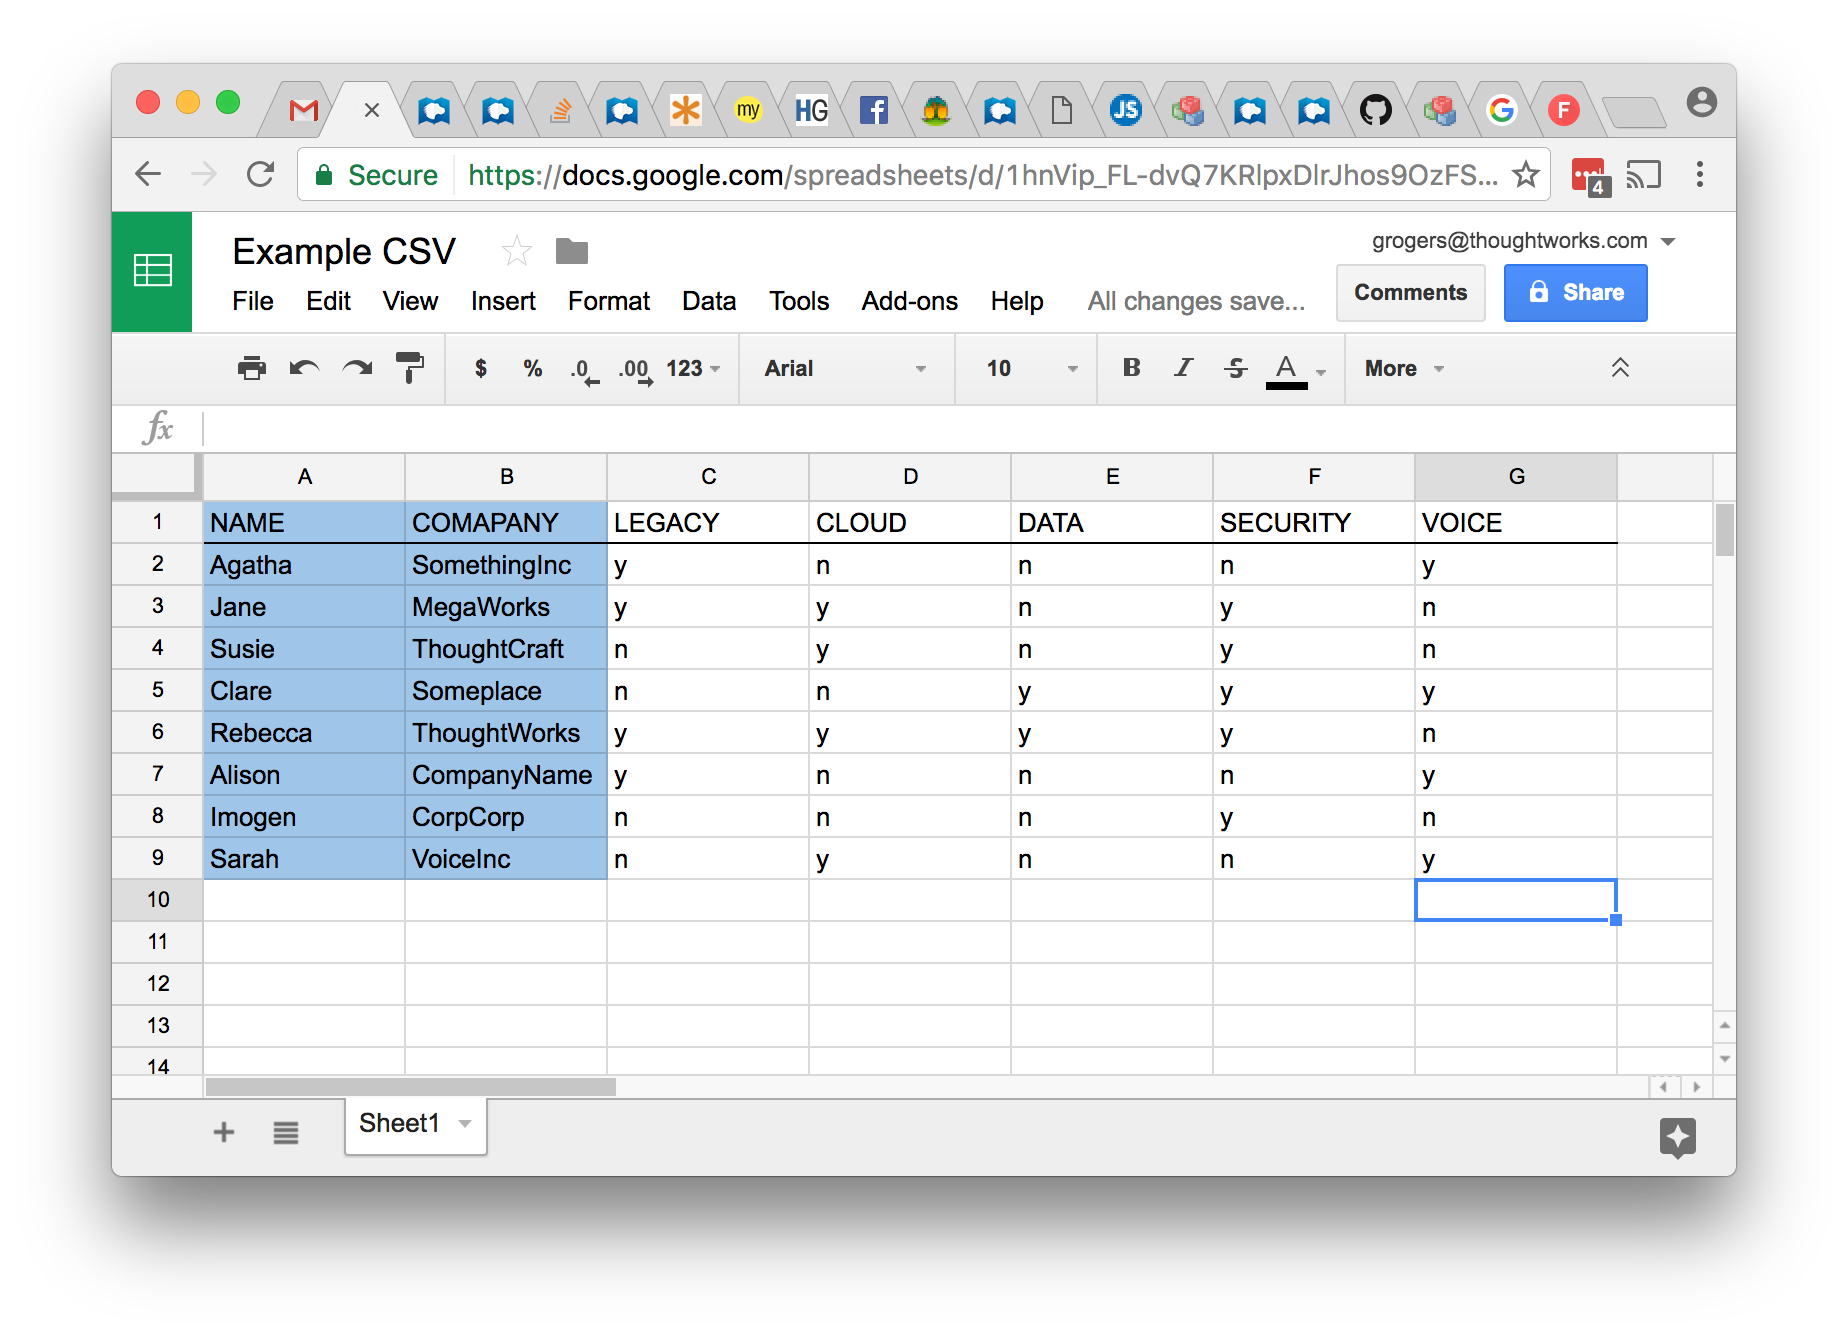 my HG JS F
Secure https://docs.google.com/spreadsheets/d/1hnVip_FL-dvQ7KRlpxDlrJhos9OzFS... 4
Example CSV grogers@thoughtworks.com
File Edit View Insert Format Data Tools Add-ons Help All changes save... Comments Share
$ % .0 .00 123 Arial 10 B I S A More
fx
A B C D E F G
1 NAME COMAPANY LEGACY CLOUD DATA SECURITY VOICE
2 Agatha SomethingInc y n n n y
3 Jane MegaWorks y y n y n
4 Susie ThoughtCraft n y n y n
5 Clare Someplace n n y y y
6 Rebecca ThoughtWorks y y y y n
7 Alison CompanyName y n n n y
8 Imogen CorpCorp n n n y n
9 Sarah VoiceInc n y n n y
10
11
12
13
14
Sheet1